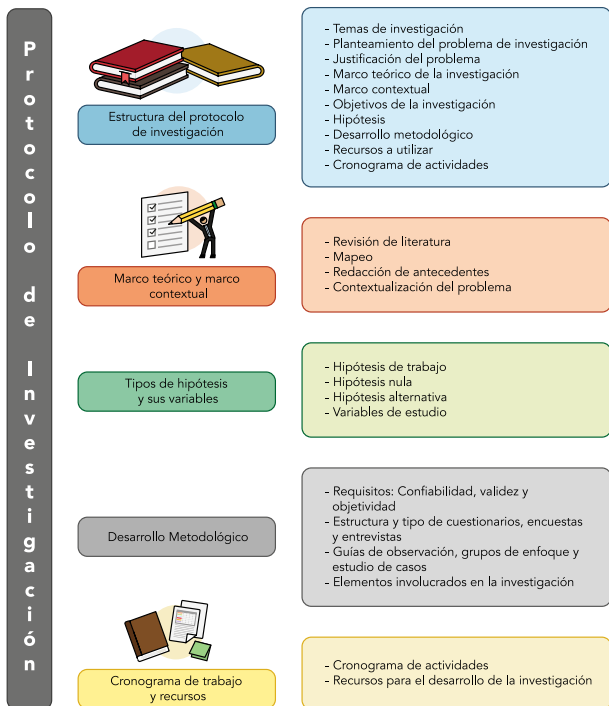 Protocolo de Investigación
Estructura del protocolo
de investigación
- Temas de investigación
- Planteamiento del problema de investigación
- Justificación del problema
- Marco teórico de la investigación
- Marco contextual
- Objetivos de la investigación
- Hipótesis
- Desarrollo metodológico
- Recursos a utilizar
- Cronograma de actividades
Marco teórico y marco
contextual
- Revisión de literatura
- Mapeo
- Redacción de antecedentes
- Contextualización del problema
Tipos de hipótesis
y sus variables
- Hipótesis de trabajo
- Hipótesis nula
- Hipótesis alternativa
- Variables de estudio
Desarrollo Metodológico
- Requisitos: Confiabilidad, validez y
objetividad
- Estructura y tipo de cuestionarios, encuestas
y entrevistas
- Guías de observación, grupos de enfoque y
estudio de casos
- Elementos involucrados en la investigación
Cronograma de trabajo
y recursos
- Cronograma de actividades
- Recursos para el desarrollo de la investigación